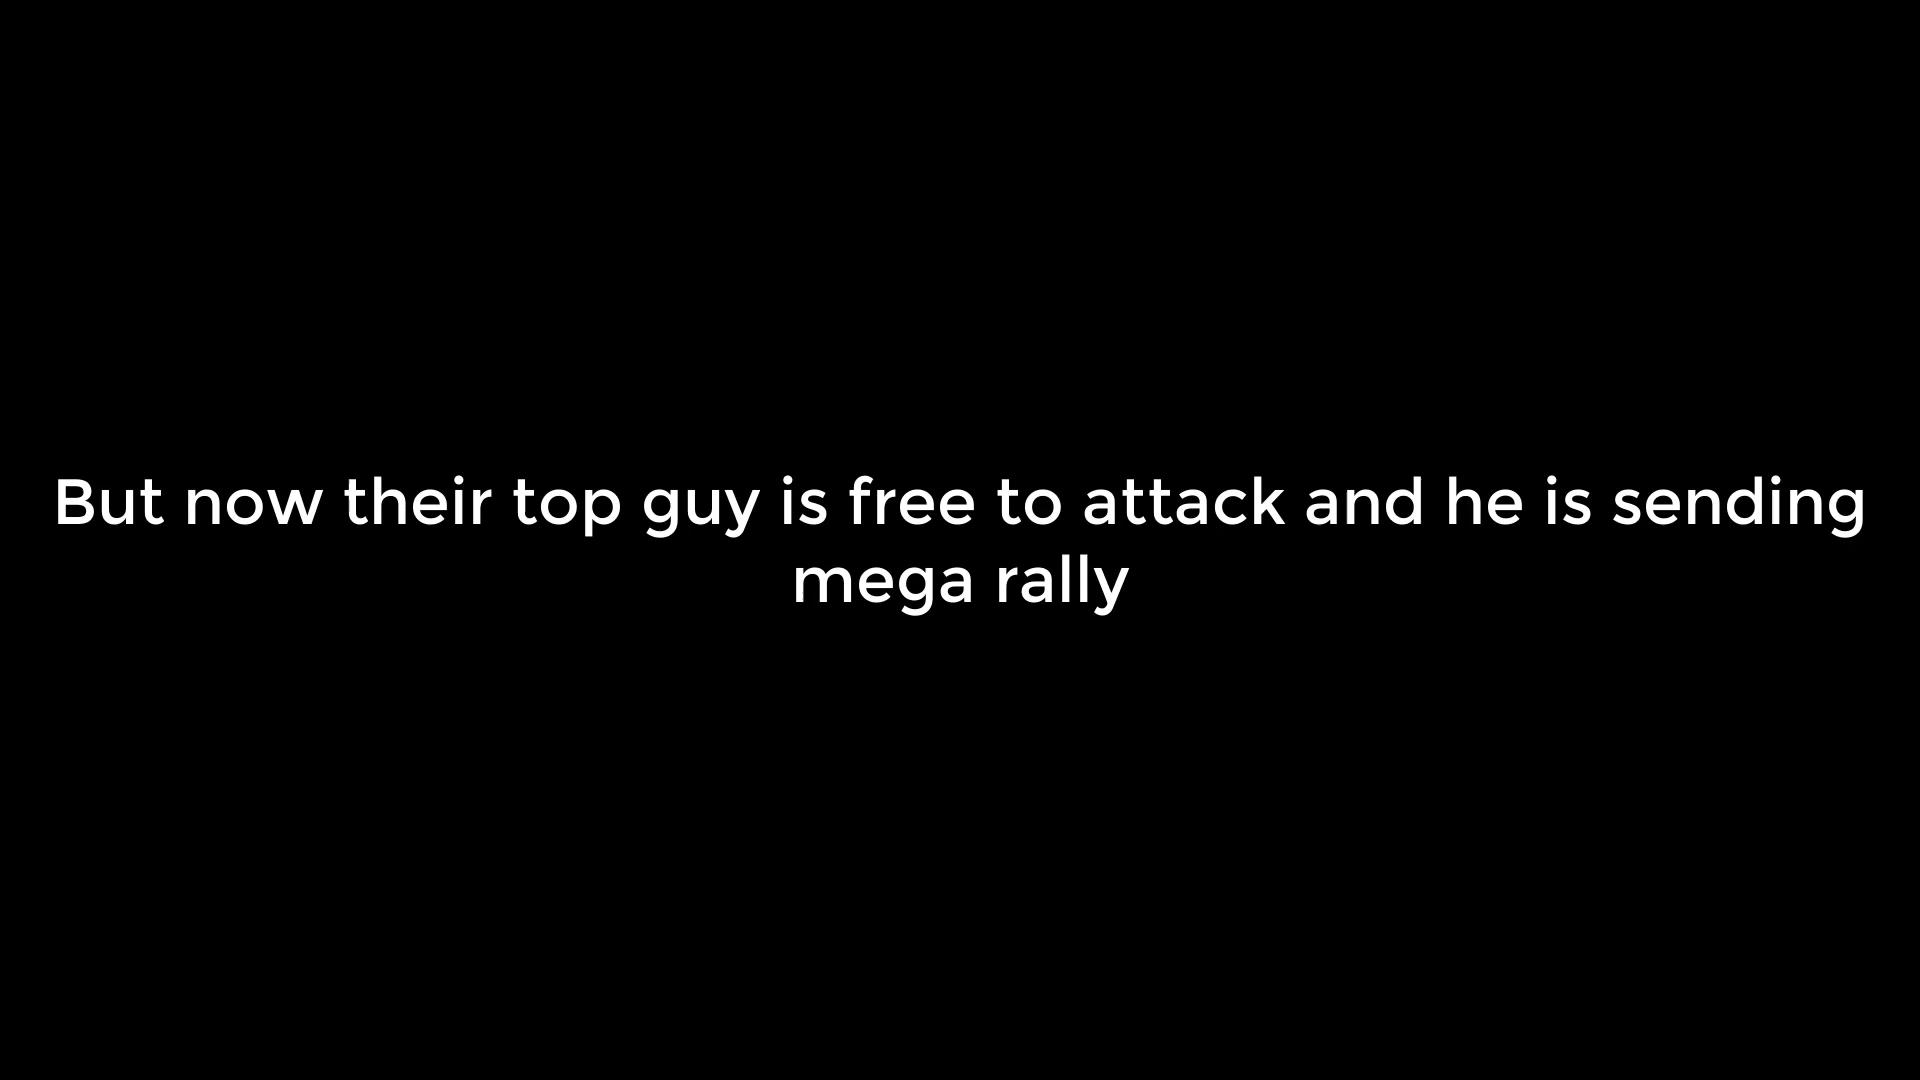 But now their top guy is free to attack and he is sending
mega rally